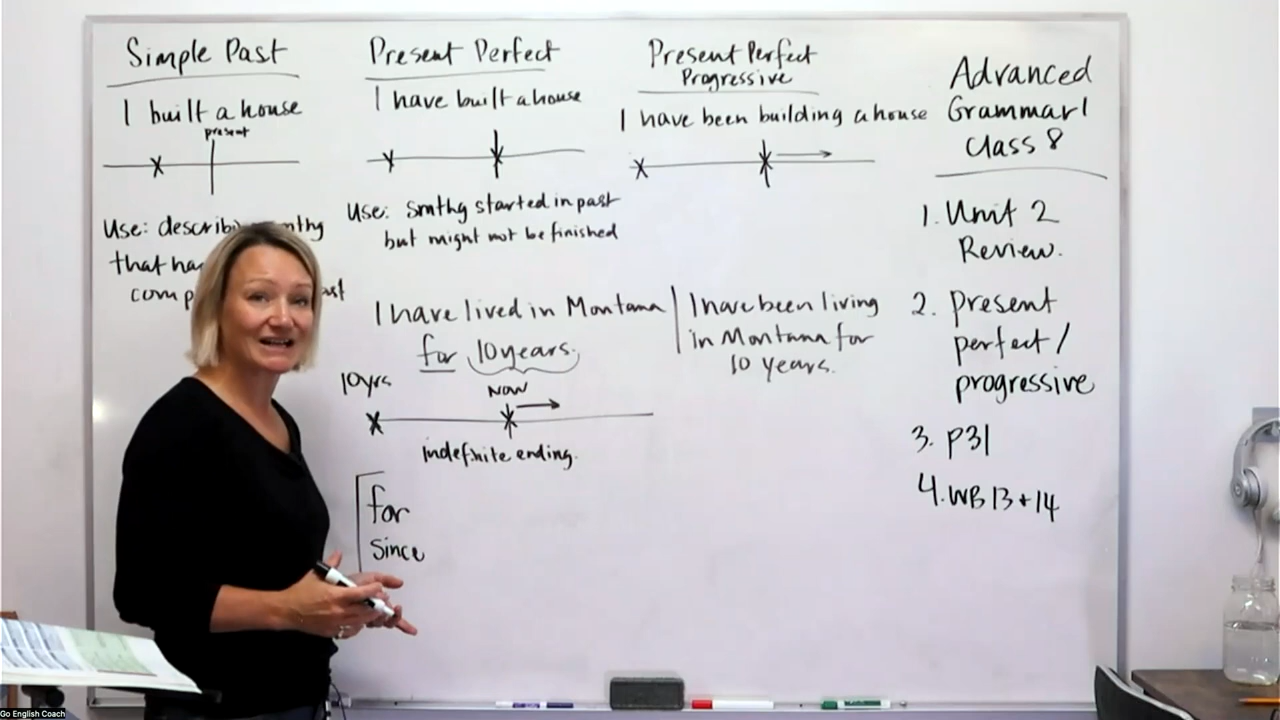 Simple Past
I built a house
present
Use: describi
that ha
comp
Present Perfect
I have built a house
Use: smthg started in past
but might not be finished
I have lived in Montana
for 10 years.
10yrs
NOW
indefinite ending.
for
since
Present Perfect
Progressive
I have been building a house
I have been living
in Montana for
10 years.
Advanced
Grammar 1
Class 8
1. Unit 2
Review.
2. Present
perfect/
progressive
3. P31
4. WB 13 + 14
Go English Coach